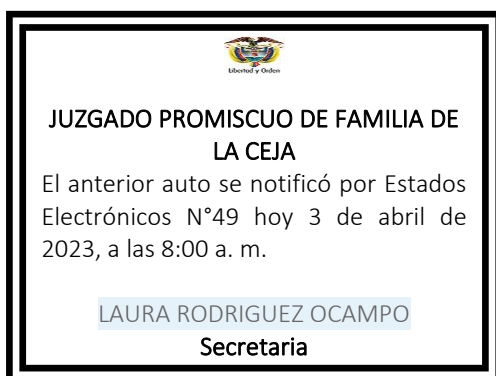 Libertad y Orden
JUZGADO PROMISCUO DE FAMILIA DE
LA CEJA
El anterior auto se notificó por Estados
Electrónicos N°49 hoy 3 de abril de
2023, a las 8:00 a. m.
LAURA RODRIGUEZ OCAMPO
Secretaria